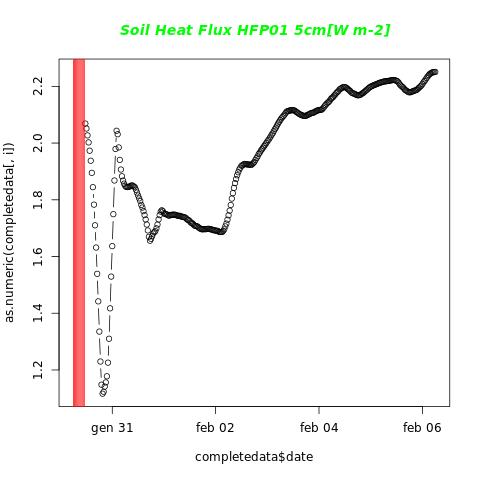 Soil Heat Flux HFP01 5cm[W m-2]
as.numeric(completedata[, i])
2.2
2.0
1.8
1.6
1.4
1.2
gen 31
feb 02
feb 04
feb 06
completedata$date